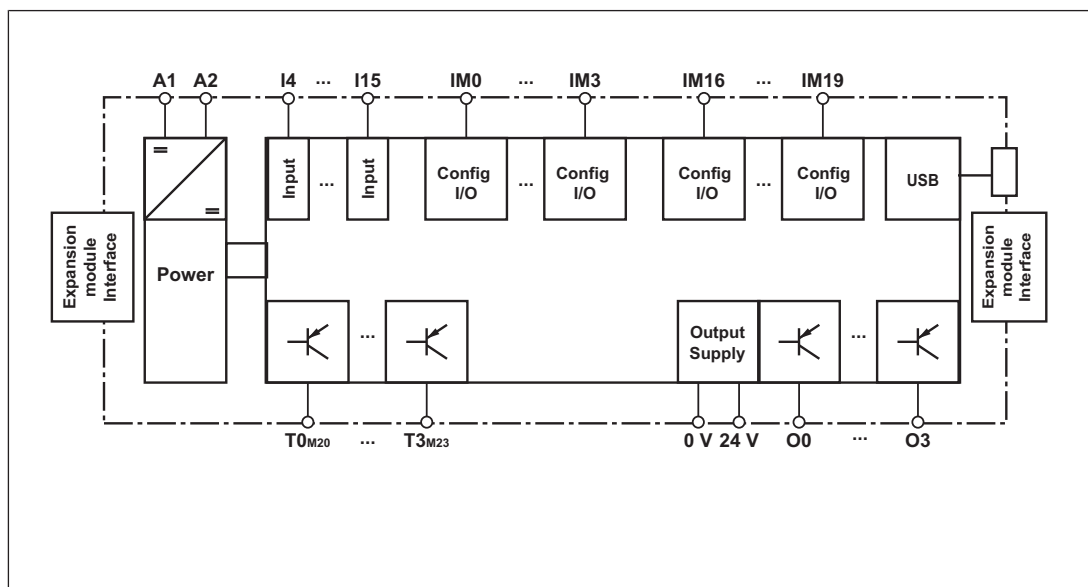 A1 A2 I4 ... I15 IM0 ... IM3 IM16 ... IM19
Input
...
Input
Config
I/O
...
Config
I/O
Config
I/O
...
Config
I/O
USB
Expansion
module
Interface
Power
Expansion
module
Interface
...
Output
Supply
...
T0M20 ... T3M23 0 V 24 V O0 ... O3